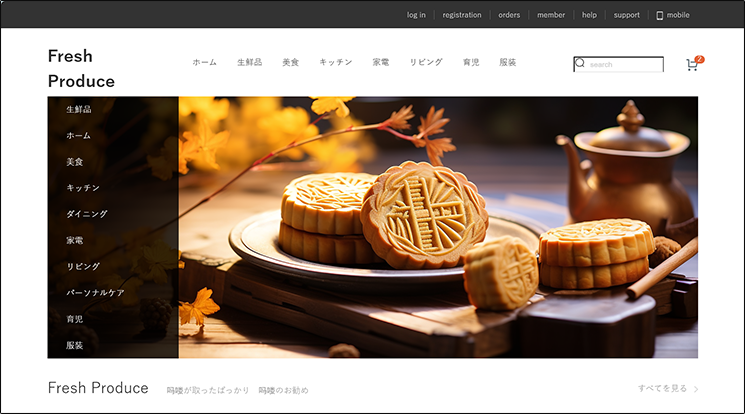 log in
registration
orders
member
help
support
mobile
Fresh
Produce
ホーム
生鮮品
美食
キッチン
家電
リビング
育児
服装
search
2
生鮮品
ホーム
美食
キッチン
ダイニング
家電
リビング
パーソナルケア
育児
服装
Fresh Produce
呜喽が取ったばっかり 呜喽のお勧め
すべてを見る